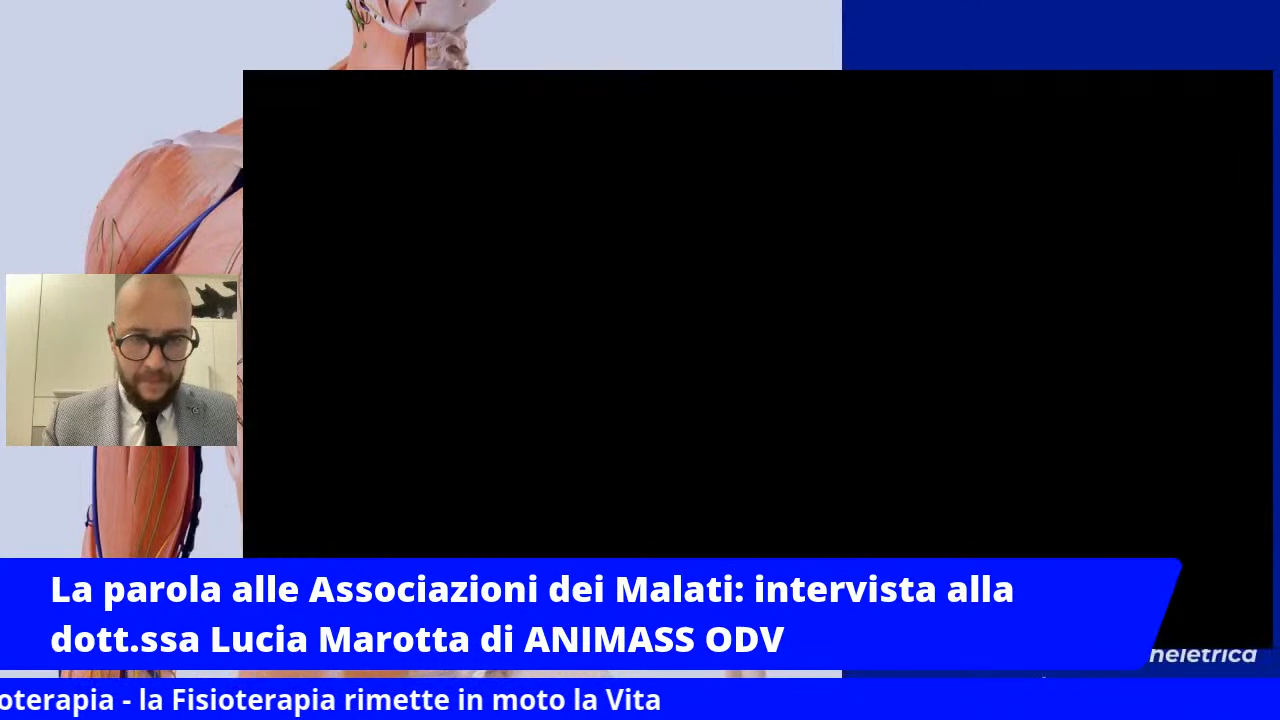 La parola alle Associazioni dei Malati: intervista alla
dott.ssa Lucia Marotta di ANIMASS ODV
neletrica
oterapia - la Fisioterapia rimette in moto la Vita